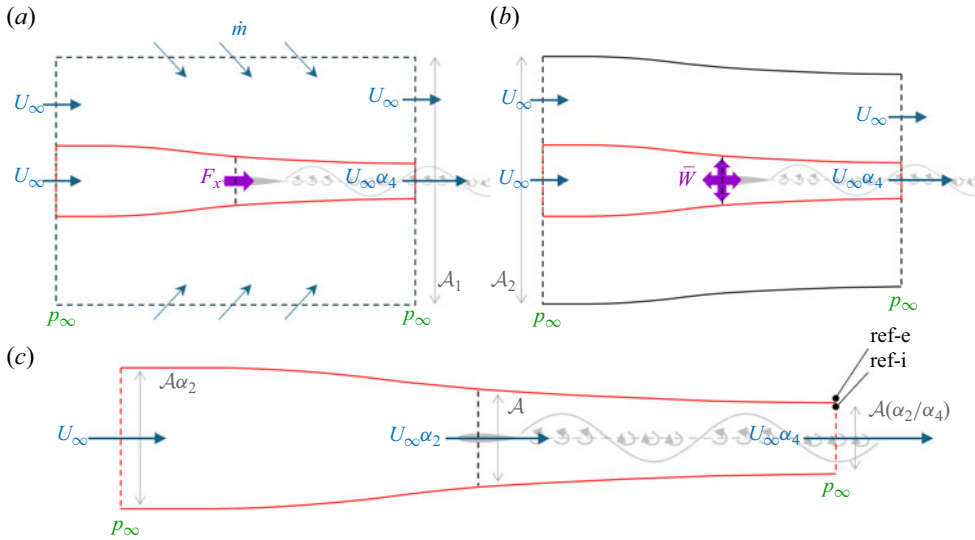 (a)
ṁ
U∞
U∞
U∞
Fₓ
U∞α₄
𝒜₁
p∞
p∞
(b)
U∞
U∞
U∞
W̅
U∞α₄
𝒜₂
p∞
p∞
(c)
ref-e
ref-i
𝒜α₂
𝒜
𝒜(α₂/α₄)
U∞
U∞α₂
U∞α₄
p∞
p∞